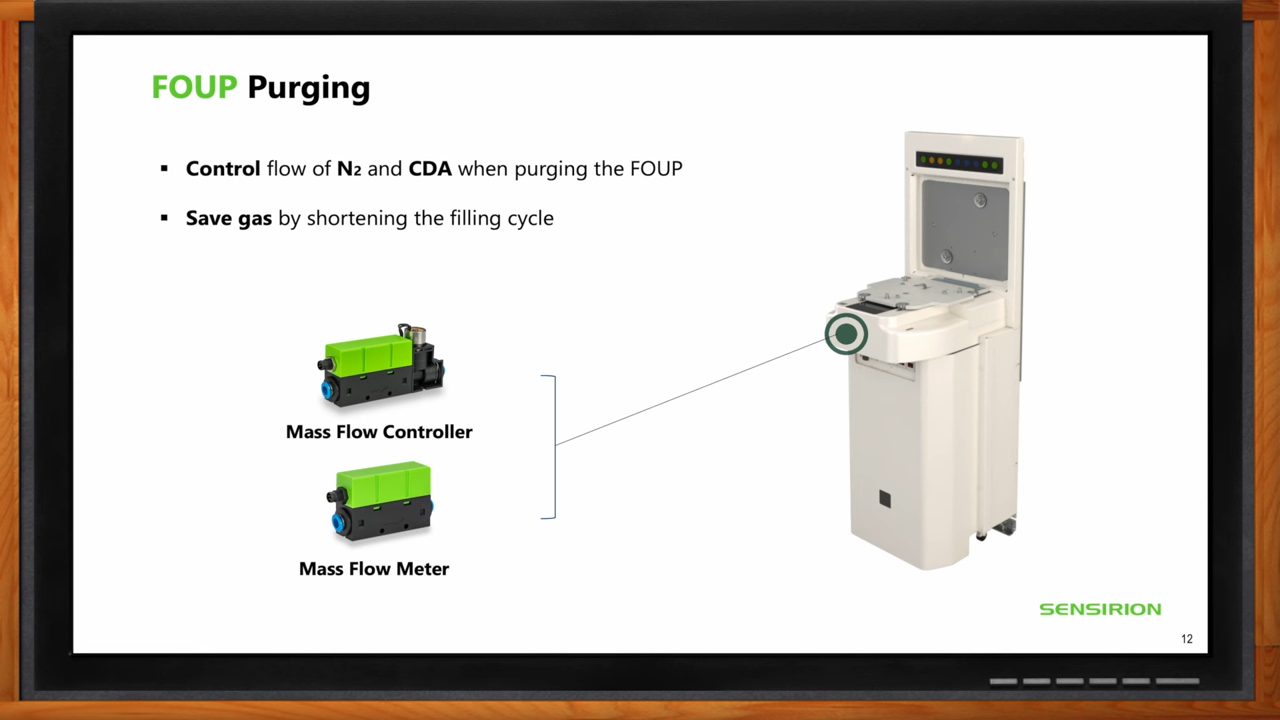 FOUP Purging
▪ Control flow of N2 and CDA when purging the FOUP
▪ Save gas by shortening the filling cycle
Mass Flow Controller
Mass Flow Meter
SENSIRION
12